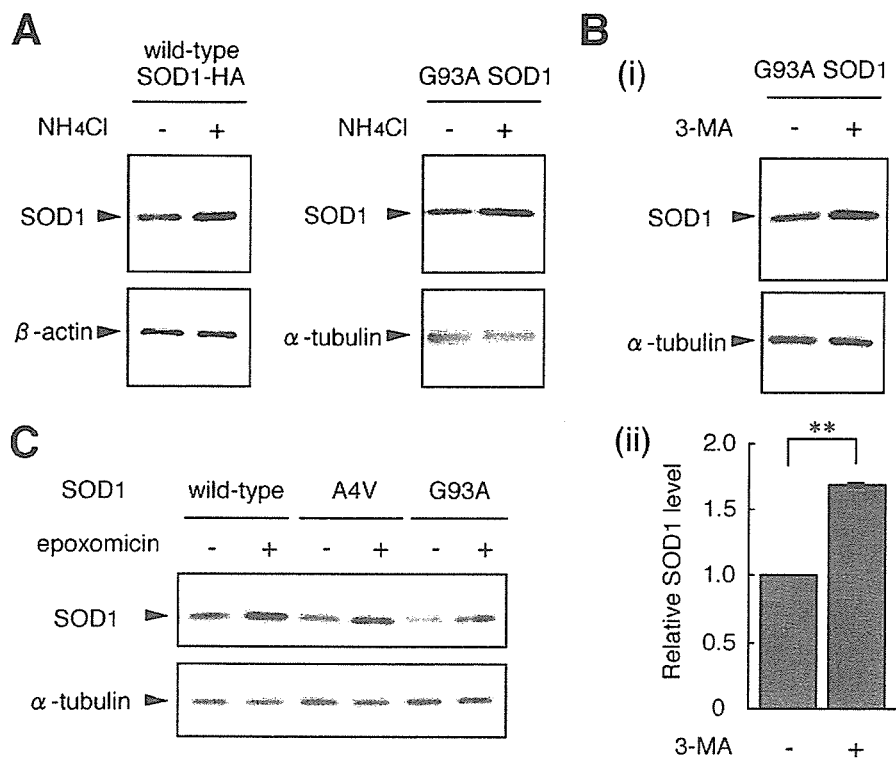 A
wild-type
SOD1-HA
NH4Cl - +
SOD1
β-actin
G93A SOD1
NH4Cl - +
SOD1
α-tubulin
B
(i)
G93A SOD1
3-MA - +
SOD1
α-tubulin
(ii)
**
Relative SOD1 level
2.0
1.5
1.0
0.5
0
3-MA - +
C
SOD1 wild-type A4V G93A
epoxomicin - + - + - +
SOD1
α-tubulin